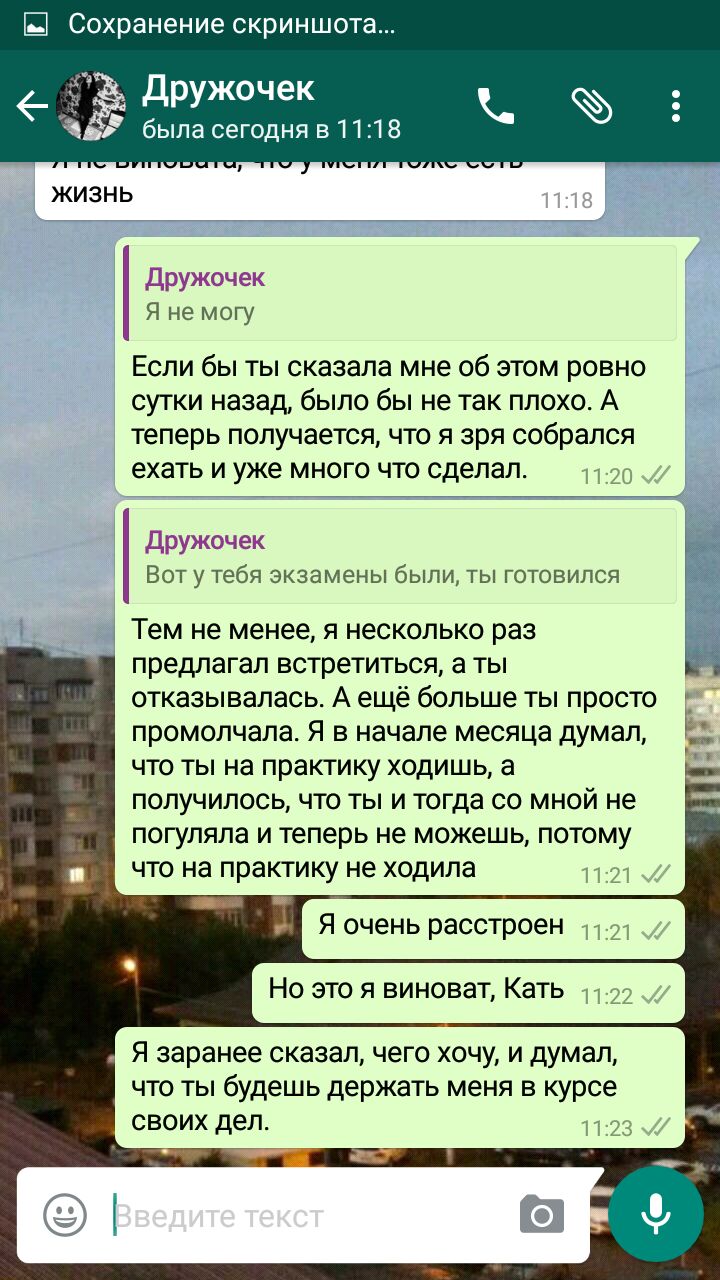 Сохранение скриншота...
Дружочек
была сегодня в 11:18
Я не виновата, что у меня тоже есть
жизнь
11:18
Дружочек
Я не могу
Если бы ты сказала мне об этом ровно
сутки назад, было бы не так плохо. А
теперь получается, что я зря собрался
ехать и уже много что сделал.
11:20
Дружочек
Вот у тебя экзамены были, ты готовился
Тем не менее, я несколько раз
предлагал встретиться, а ты
отказывалась. А ещё больше ты просто
промолчала. Я в начале месяца думал,
что ты на практику ходишь, а
получилось, что ты и тогда со мной не
погуляла и теперь не можешь, потому
что на практику не ходила
11:21
Я очень расстроен 11:21
Но это я виноват, Кать 11:22
Я заранее сказал, чего хочу, и думал,
что ты будешь держать меня в курсе
своих дел.
11:23
Введите текст